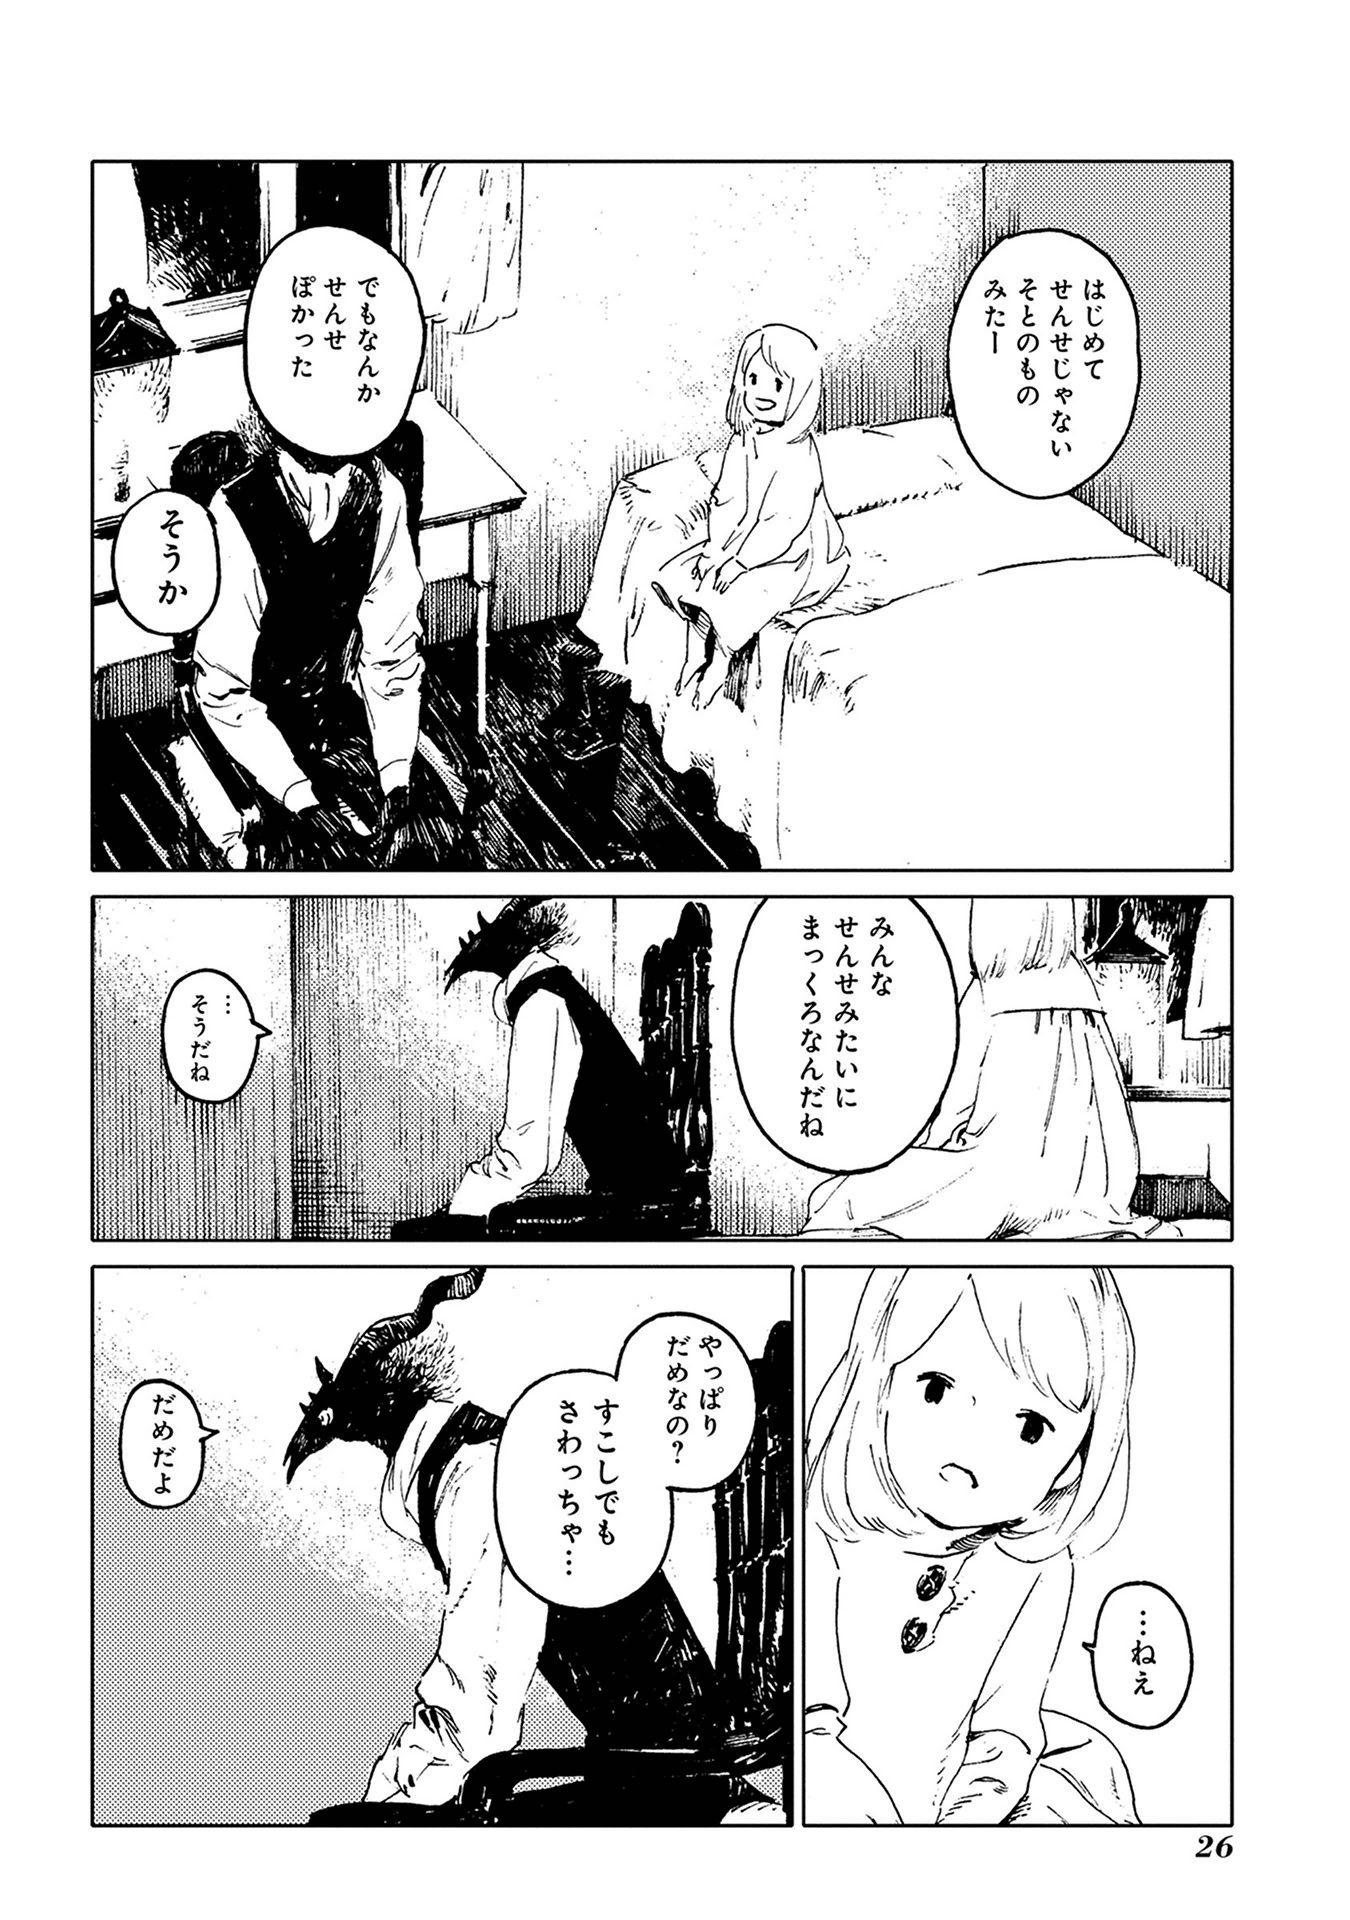 はじめて
せんせじゃない
そとのもの
みたー
でもなんか
せんせ
ぽかった
そうか
みんな
せんせみたいに
まっくろなんだね
…
そうだね
…ねえ
やっぱり
だめなの?
すこしでも
さわっちゃ…
だめだよ
26